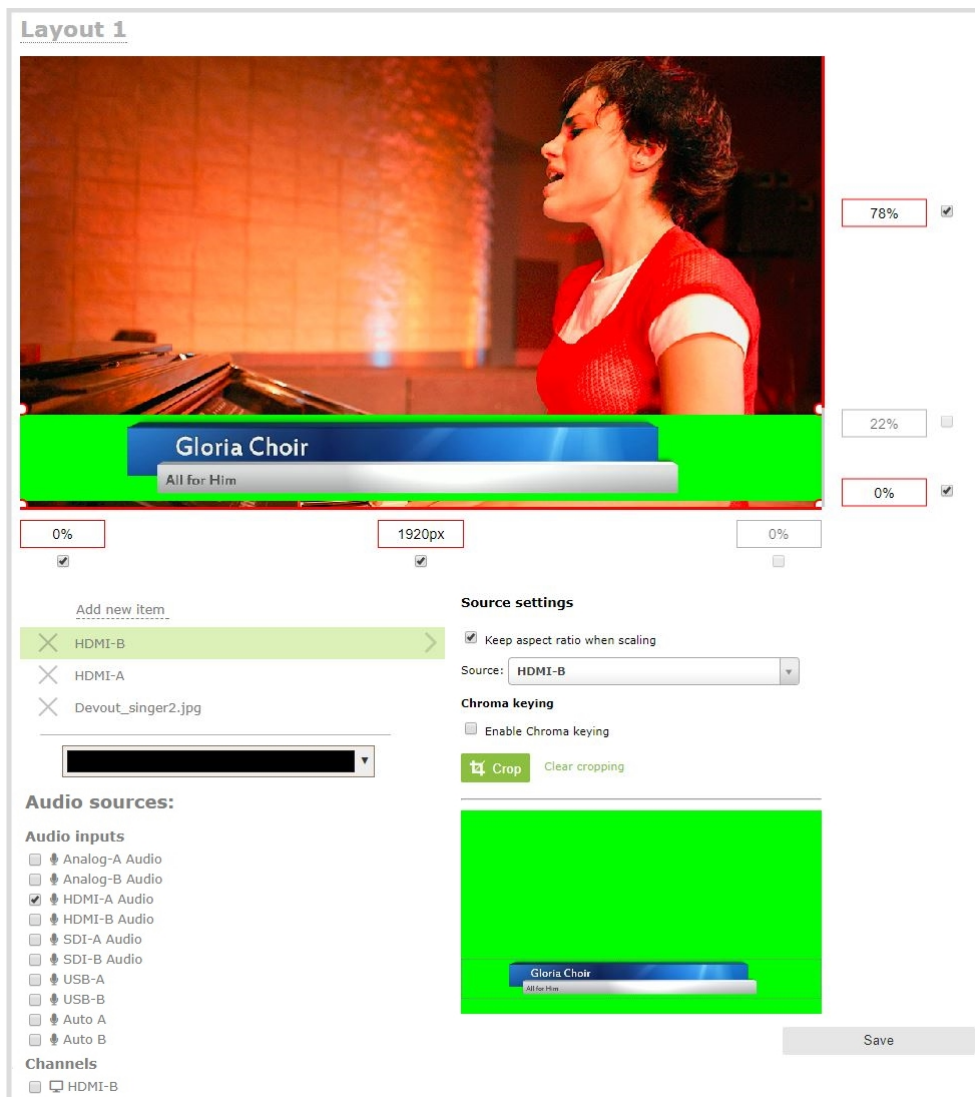 Layout 1
78%
Gloria Choir
All for Him
22%
0%
0%
1920px
0%
Add new item
HDMI-B
HDMI-A
Devout_singer2.jpg
Source settings
Keep aspect ratio when scaling
Source: HDMI-B
Chroma keying
Enable Chroma keying
Crop Clear cropping
Audio sources:
Audio inputs
Analog-A Audio
Analog-B Audio
HDMI-A Audio
HDMI-B Audio
SDI-A Audio
SDI-B Audio
USB-A
USB-B
Auto A
Auto B
Channels
HDMI-B
Gloria Choir
All for Him
Save